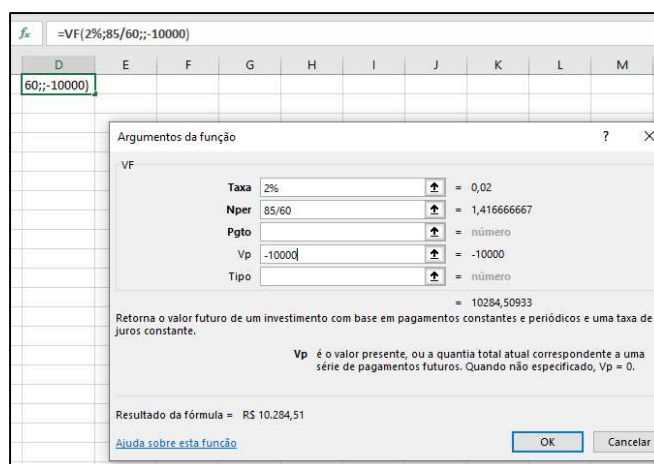 fx =VF(2%;85/60;;-10000)
D E F G H I J K L M
60;;-10000)
Argumentos da função ? X
VF
Taxa 2% = 0,02
Nper 85/60 = 1,416666667
Pgto = número
Vp -10000 = -10000
Tipo = número
= 10284,50933
Retorna o valor futuro de um investimento com base em pagamentos constantes e periódicos e uma taxa de
juros constante.
Vp é o valor presente, ou a quantia total atual correspondente a uma
série de pagamentos futuros. Quando não especificado, Vp = 0.
Resultado da fórmula = R$ 10.284,51
Ajuda sobre esta função
OK Cancelar